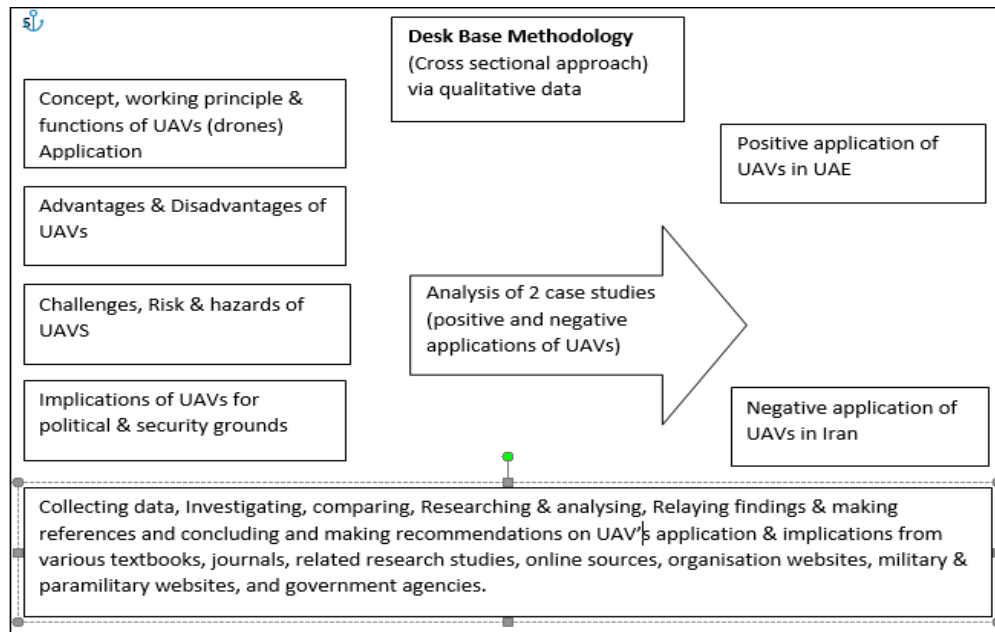 Desk Base Methodology
(Cross sectional approach)
via qualitative data
Concept, working principle &
functions of UAVs (drones)
Application
Advantages & Disadvantages of
UAVs
Challenges, Risk & hazards of
UAVS
Implications of UAVs for
political & security grounds
Analysis of 2 case studies
(positive and negative
applications of UAVs)
Positive application of
UAVs in UAE
Negative application of
UAVs in Iran
Collecting data, Investigating, comparing, Researching & analysing, Relaying findings & making
references and concluding and making recommendations on UAV's application & implications from
various textbooks, journals, related research studies, online sources, organisation websites, military &
paramilitary websites, and government agencies.